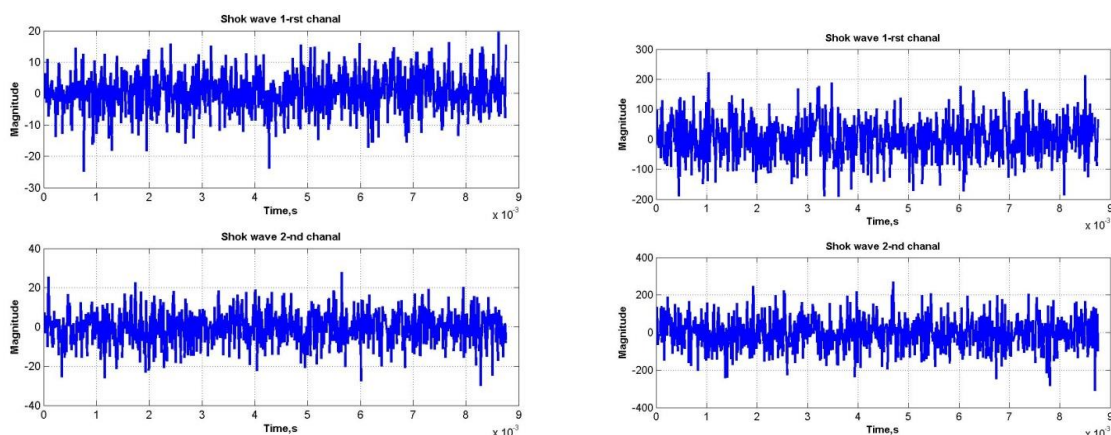 Shok wave 1-rst chanal
20
10
0
-10
-20
-30
Magnitude
0 1 2 3 4 5 6 7 8 9
Time,s
x 10⁻³
Shok wave 2-nd chanal
40
20
0
-20
-40
Magnitude
0 1 2 3 4 5 6 7 8 9
Time,s
x 10⁻³
Shok wave 1-rst chanal
300
200
100
0
-100
-200
Magnitude
0 1 2 3 4 5 6 7 8 9
Time,s
x 10⁻³
Shok wave 2-nd chanal
400
200
0
-200
-400
Magnitude
0 1 2 3 4 5 6 7 8 9
Time,s
x 10⁻³